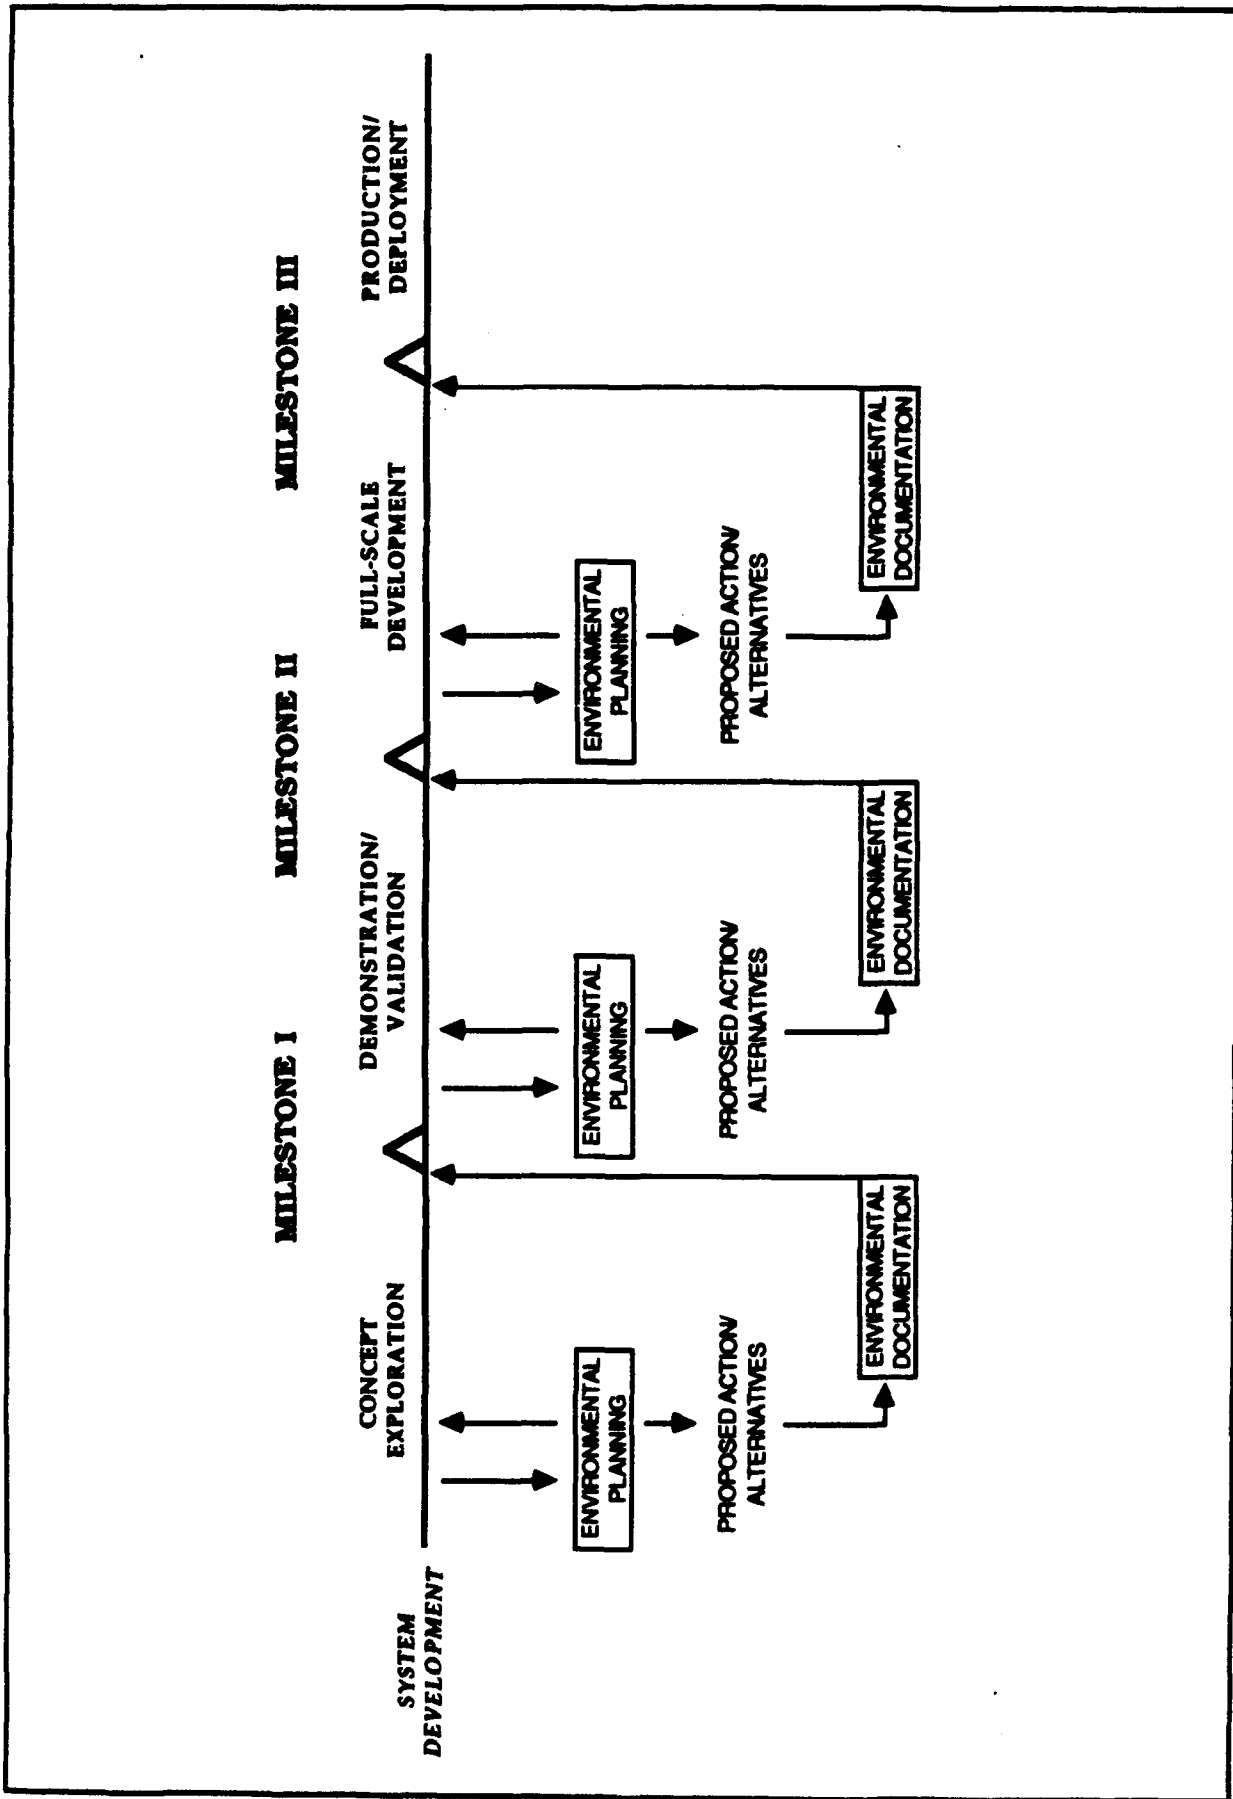 MILESTONE I
MILESTONE II
MILESTONE III
SYSTEM
DEVELOPMENT
CONCEPT
EXPLORATION
DEMONSTRATION/
VALIDATION
FULL-SCALE
DEVELOPMENT
PRODUCTION/
DEPLOYMENT
ENVIRONMENTAL
PLANNING
ENVIRONMENTAL
PLANNING
ENVIRONMENTAL
PLANNING
PROPOSED ACTION/
ALTERNATIVES
PROPOSED ACTION/
ALTERNATIVES
PROPOSED ACTION/
ALTERNATIVES
ENVIRONMENTAL
DOCUMENTATION
ENVIRONMENTAL
DOCUMENTATION
ENVIRONMENTAL
DOCUMENTATION